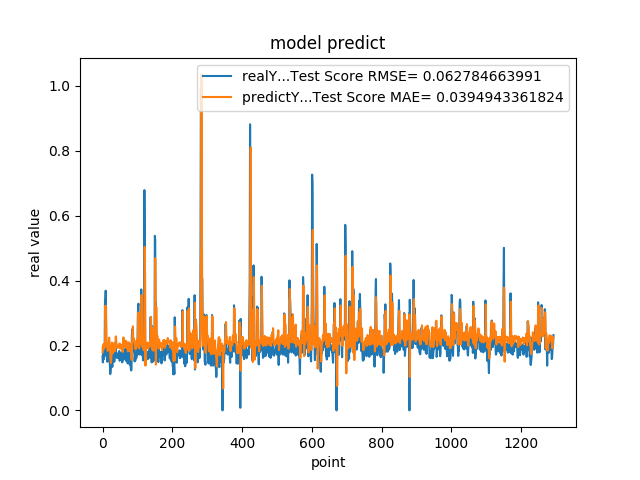 model predict
realY...Test Score RMSE= 0.062784663991
predictY...Test Score MAE= 0.0394943361824
real value
1.0
0.8
0.6
0.4
0.2
0.0
0 200 400 600 800 1000 1200
point